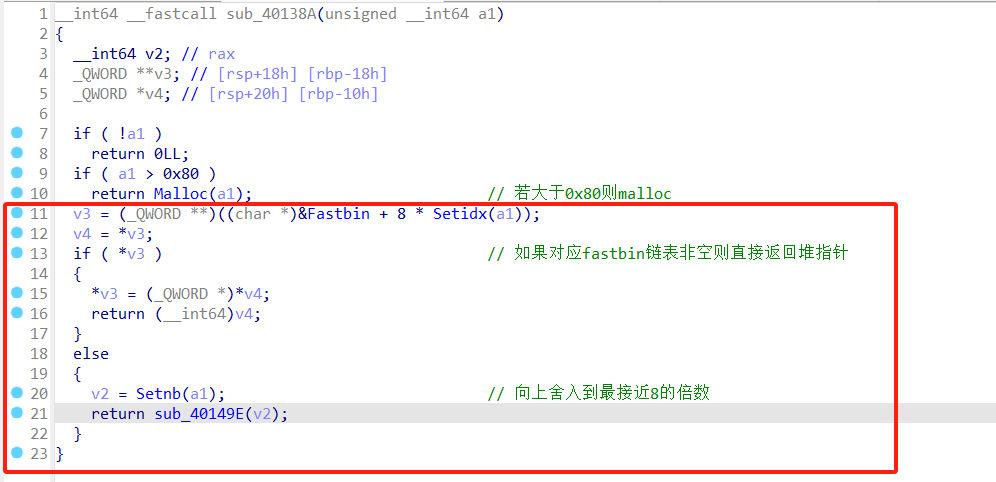 1 __int64 __fastcall sub_40138A(unsigned __int64 a1)
2 {
3 __int64 v2; // rax
4 _QWORD **v3; // [rsp+18h] [rbp-18h]
5 _QWORD *v4; // [rsp+20h] [rbp-10h]
6
7 if ( !a1 )
8 return 0LL;
9 if ( a1 > 0x80 )
10 return Malloc(a1); // 若大于0x80则malloc
11 v3 = (_QWORD **)((char *)&Fastbin + 8 * Setidx(a1));
12 v4 = *v3;
13 if ( *v3 ) // 如果对应fastbin链表非空则直接返回堆指针
14 {
15 *v3 = (_QWORD *)*v4;
16 return (__int64)v4;
17 }
18 else
19 {
20 v2 = Setnb(a1); // 向上舍入到最接近8的倍数
21 return sub_40149E(v2);
22 }
23 }